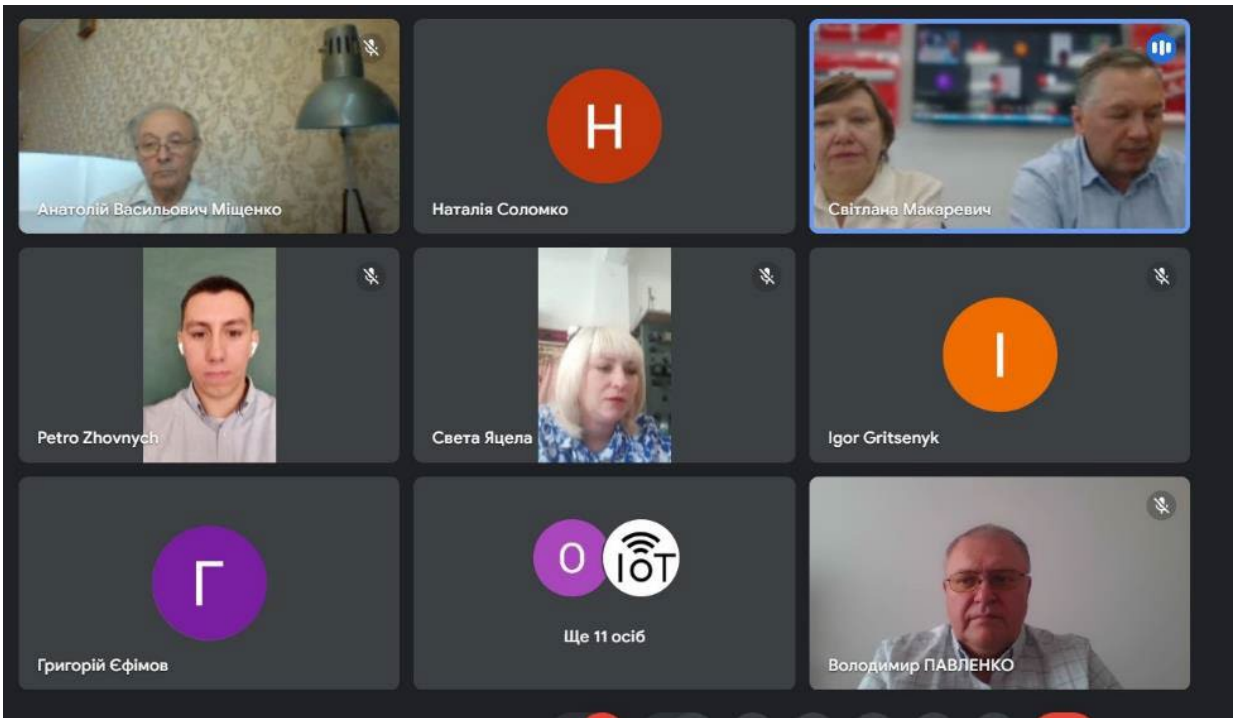 Анатолій Васильович Міщенко
Н
Наталія Соломко
Світлана Макаревич
Petro Zhovnych
Света Яцела
I
Igor Gritsenyk
Г
Григорій Єфімов
О
IOT
Ще 11 осіб
Володимир ПАВЛЕНКО